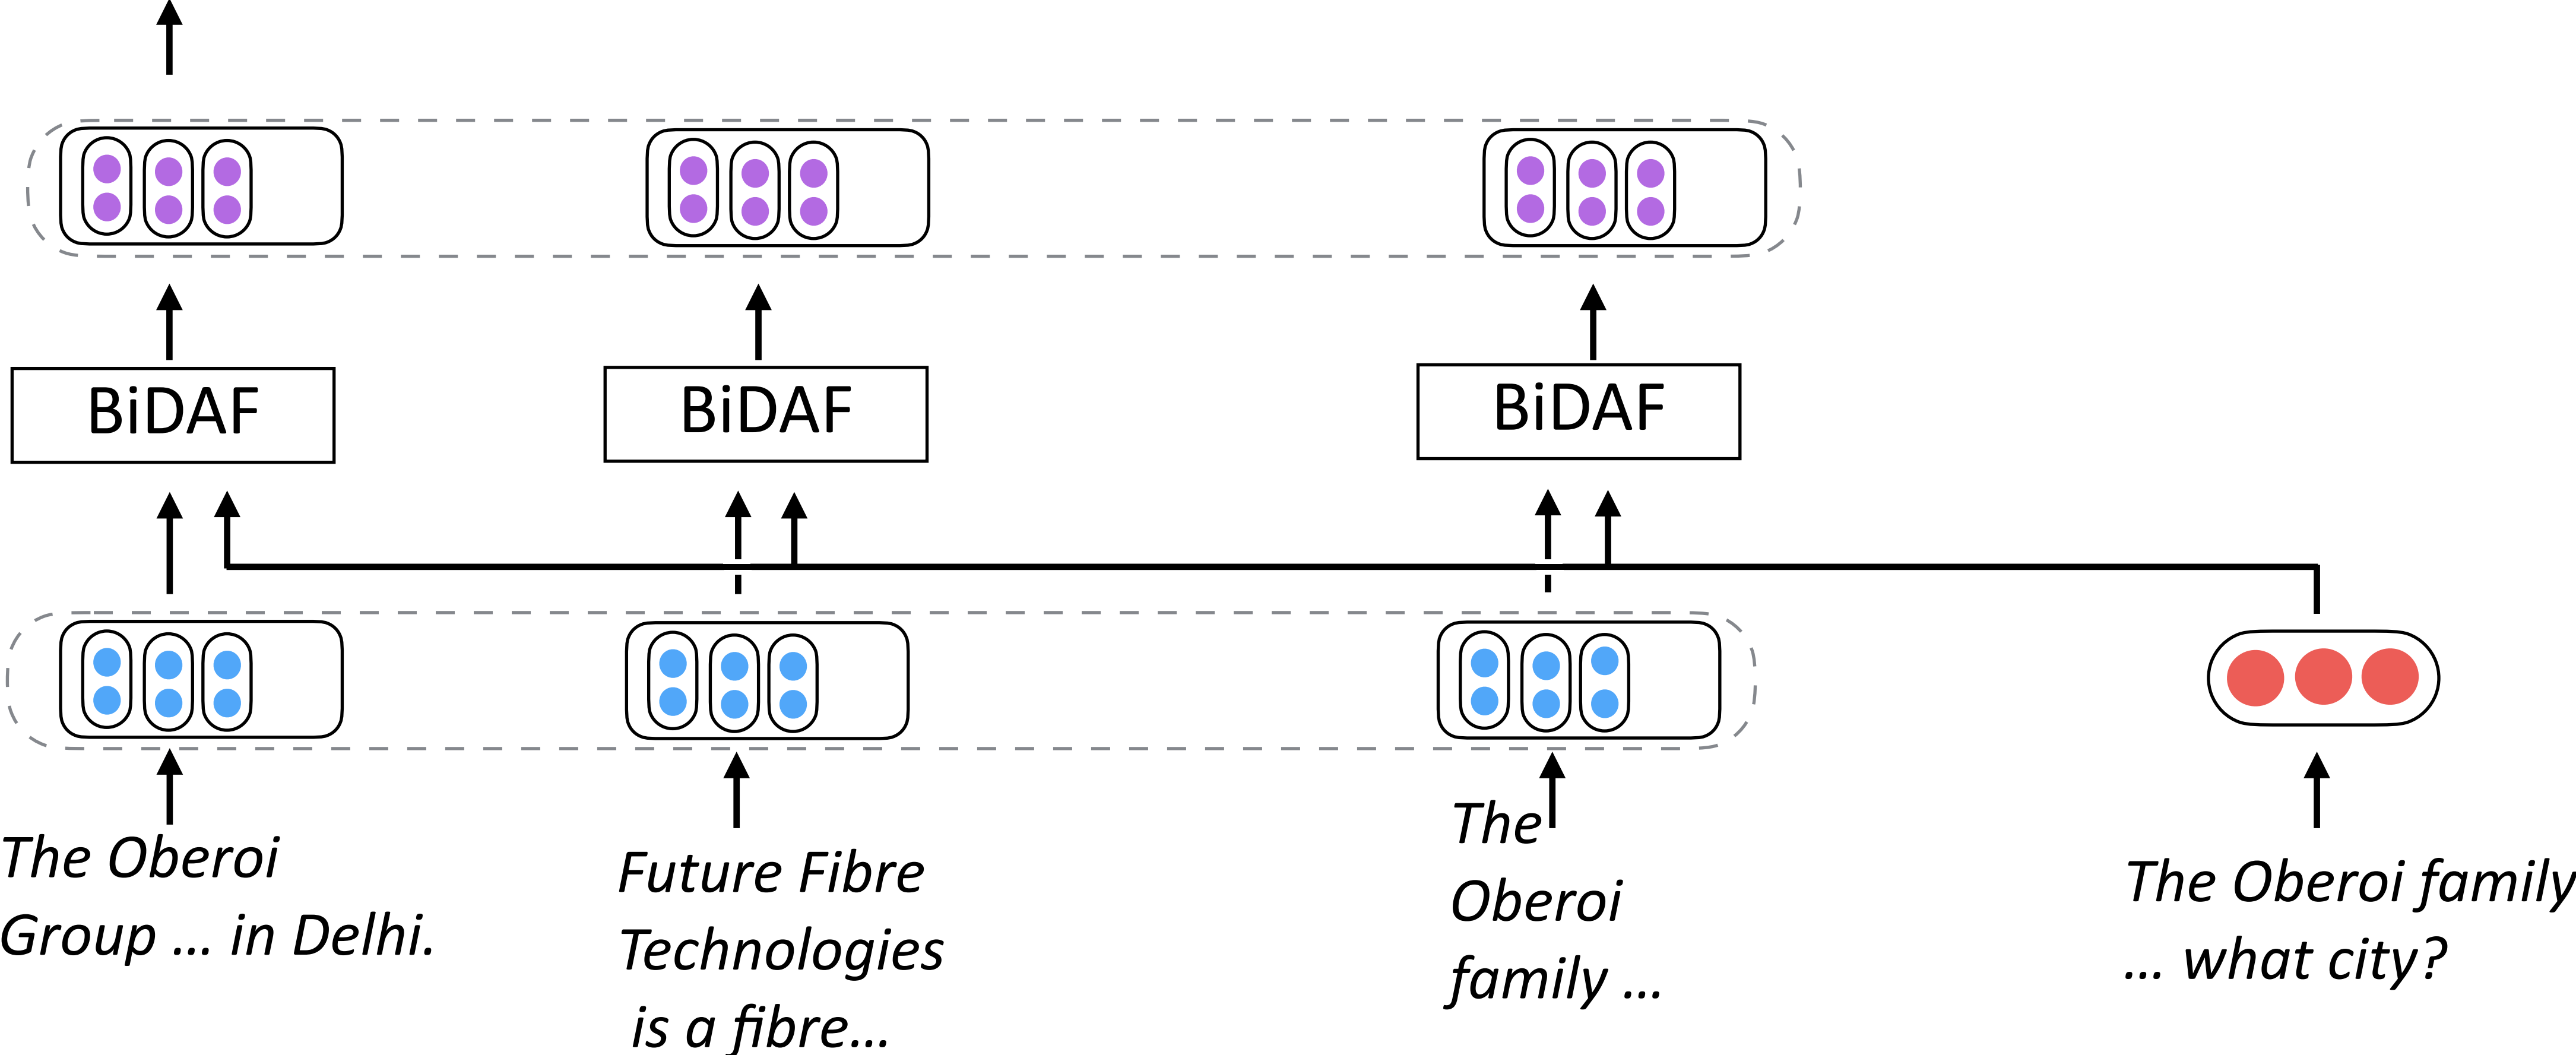 BiDAF
BiDAF
BiDAF
The Oberoi
Group ... in Delhi.
Future Fibre
Technologies
is a fibre...
The
Oberoi
family ...
The Oberoi family
... what city?